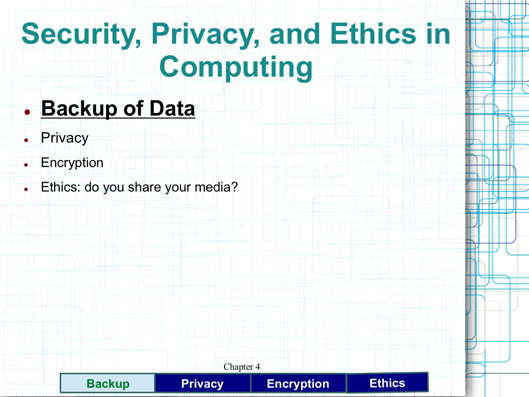 Security, Privacy, and Ethics in
Computing
● Backup of Data
● Privacy
● Encryption
● Ethics: do you share your media?
Chapter 4
Backup Privacy Encryption Ethics